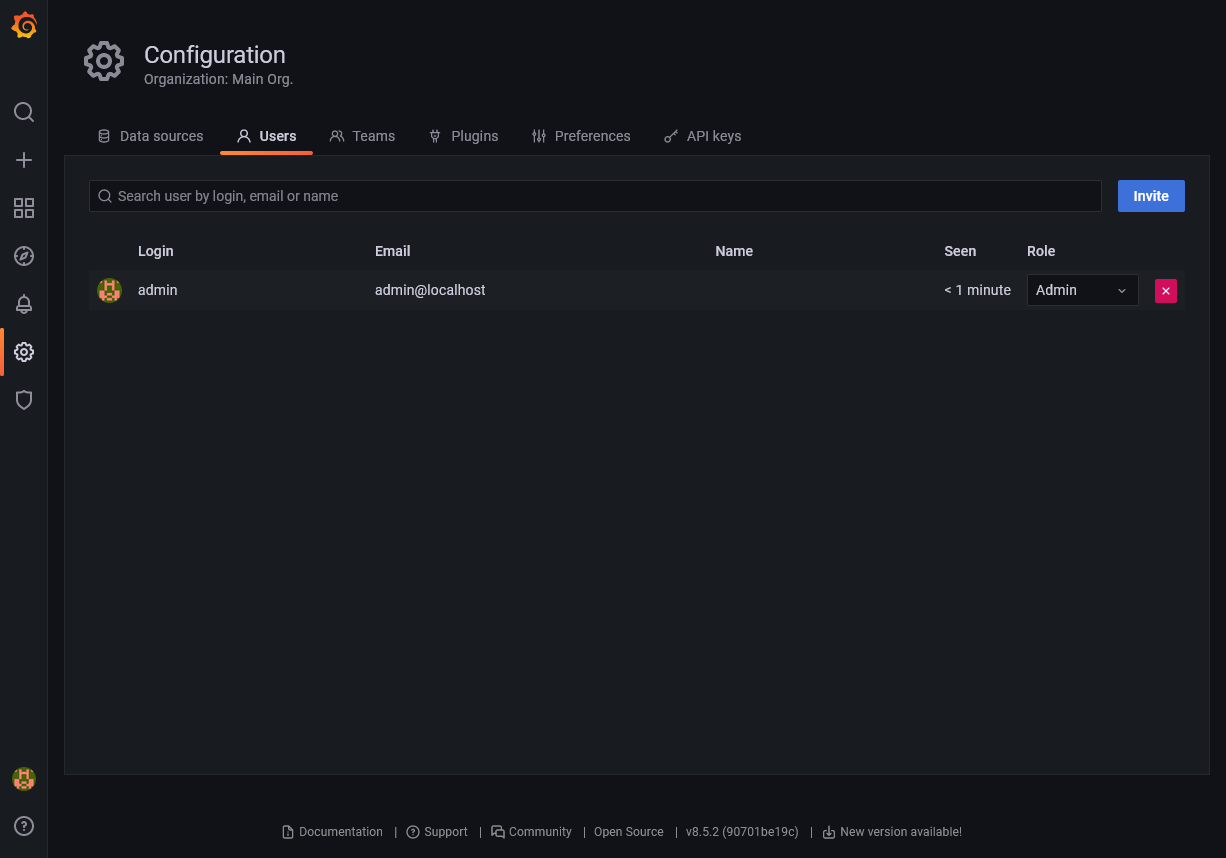 Configuration
Organization: Main Org.
Data sources Users Teams Plugins Preferences API keys
Search user by login, email or name Invite
Login Email Name Seen Role
admin admin@localhost < 1 minute Admin
Documentation | Support | Community | Open Source | v8.5.2 (90701be19c) | New version available!